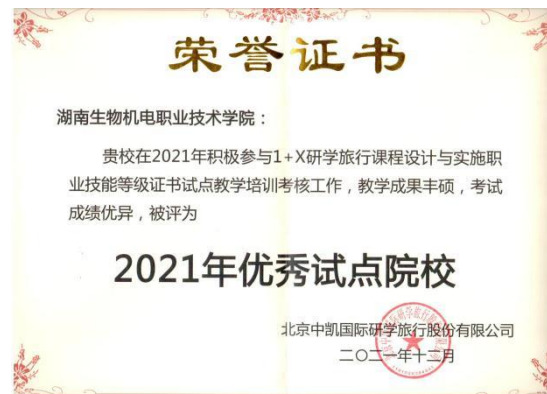 荣誉证书
湖南生物机电职业技术学院：
贵校在2021年积极参与1+X研学旅行课程设计与实施职
业技能等级证书试点教学培训考核工作，教学成果丰硕，考试
成绩优异，被评为
2021年优秀试点院校
北京中凯国际研学旅行股份有限公司
二〇二一年十二月